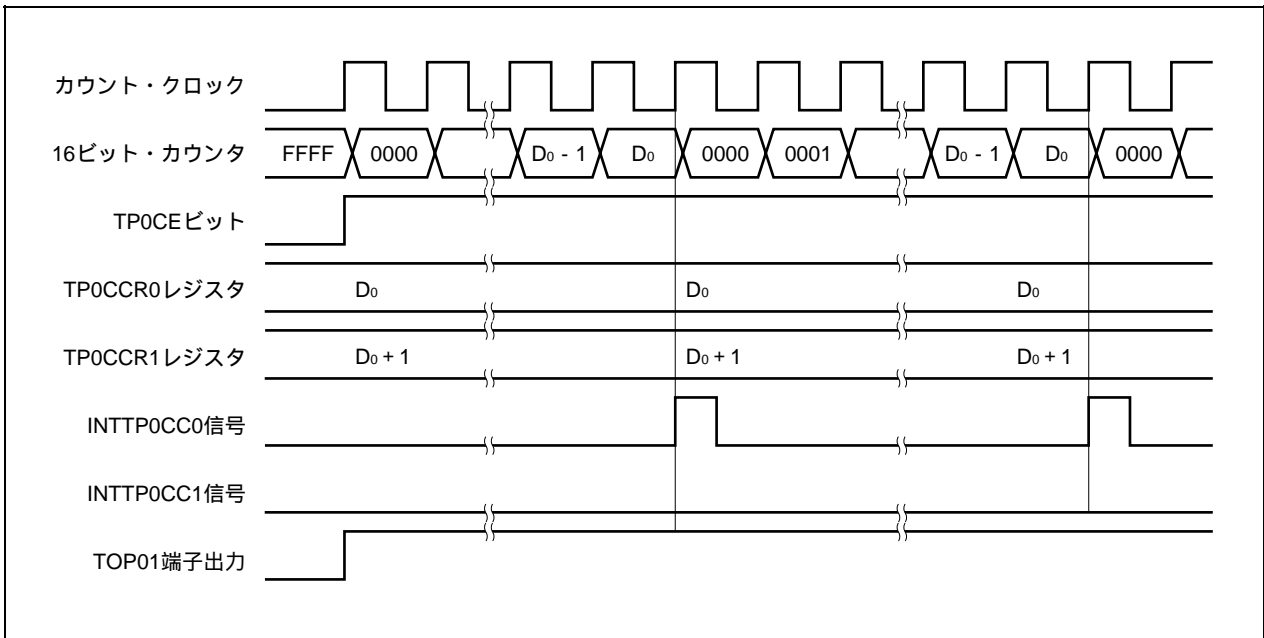 カウント・クロック
16ビット・カウンタ FFFF 0000 D0 - 1 D0 0000 0001 D0 - 1 D0 0000
TP0CEビット
TP0CCR0レジスタ D0 D0 D0
TP0CCR1レジスタ D0 + 1 D0 + 1 D0 + 1
INTTP0CC0信号
INTTP0CC1信号
TOP01端子出力